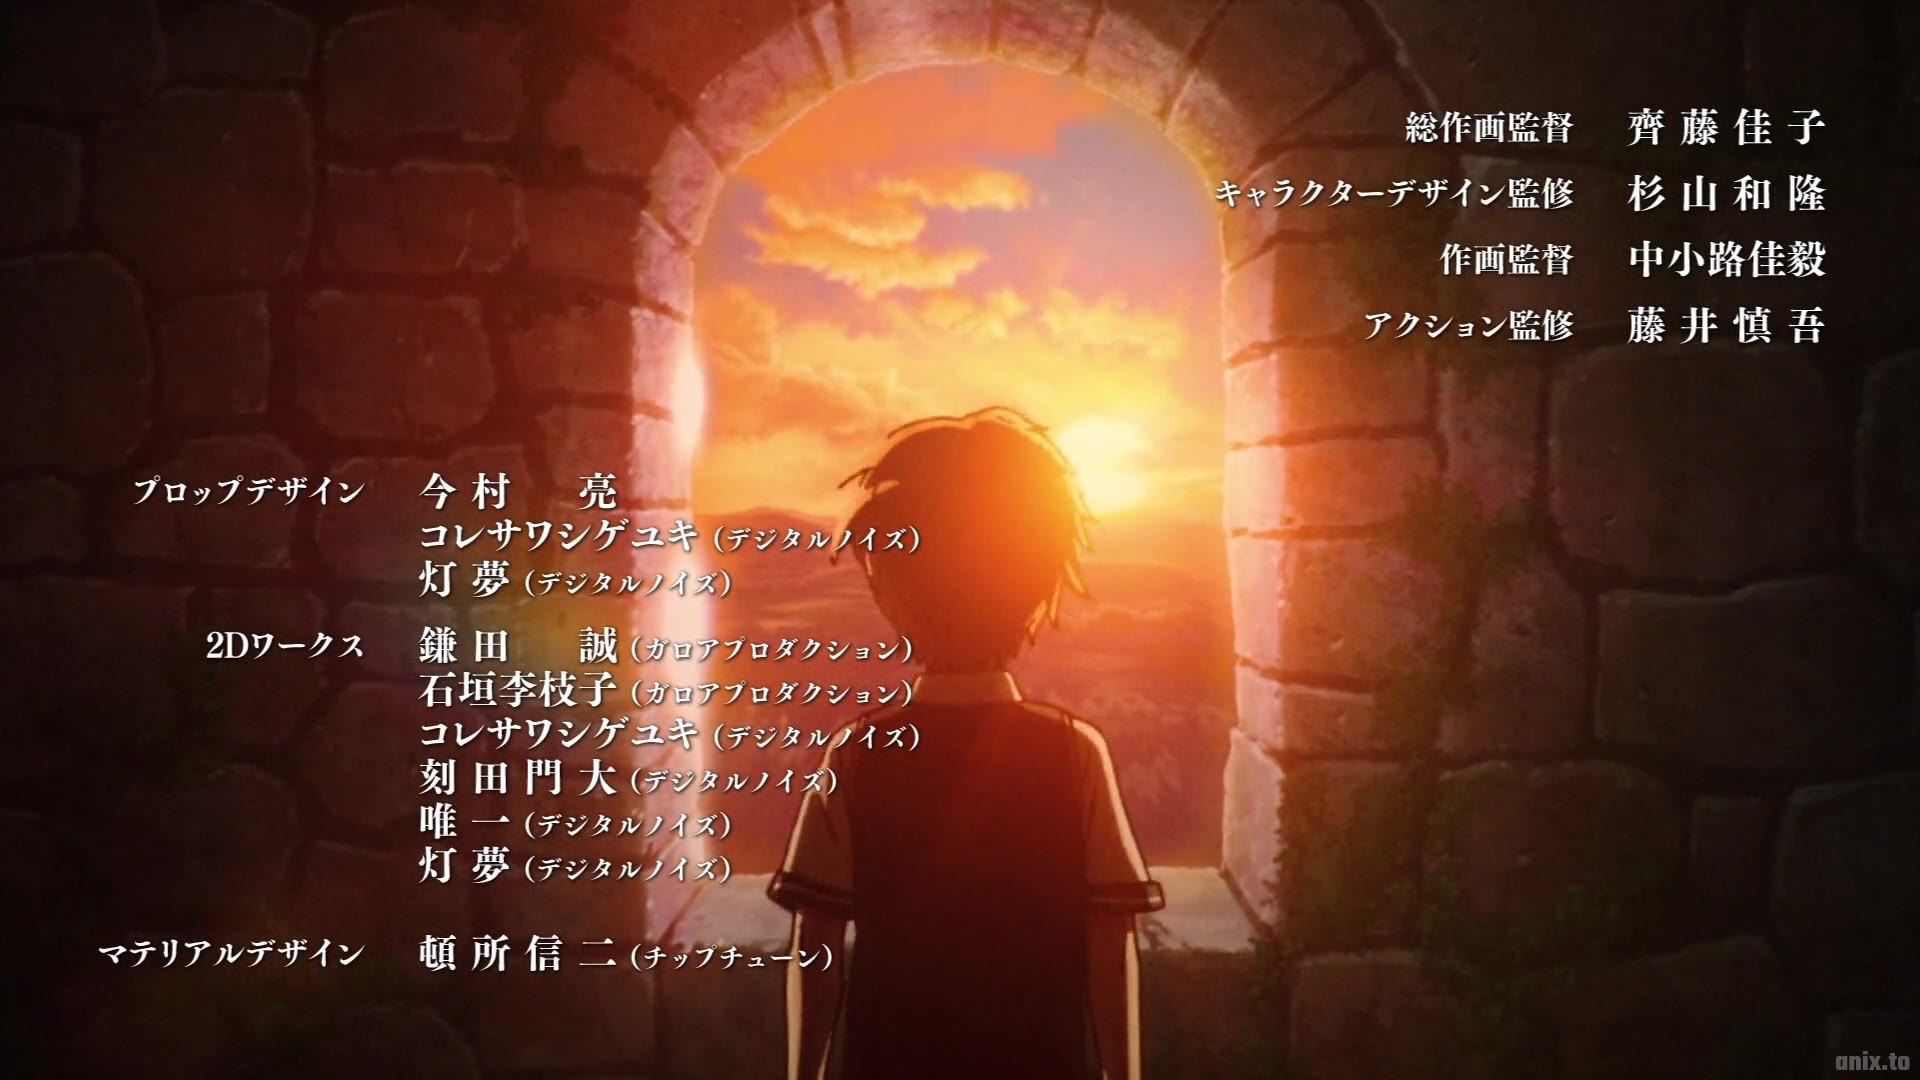 総作画監督 齊藤佳子
キャラクターデザイン監修 杉山和隆
作画監督 中小路佳毅
アクション監修 藤井慎吾
プロップデザイン 今村 亮
コレサワシゲユキ（デジタルノイズ）
灯夢（デジタルノイズ）
2Dワークス 鎌田 誠（ガロアプロダクション）
石垣李枝子（ガロアプロダクション）
コレサワシゲユキ（デジタルノイズ）
刻田門大（デジタルノイズ）
唯一（デジタルノイズ）
灯夢（デジタルノイズ）
マテリアルデザイン 頓所信二（チップチューン）
anix.to